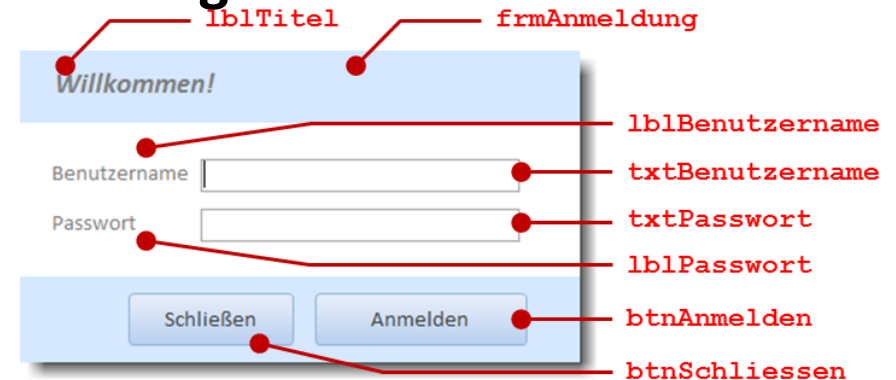 lblTitel
frmAnmeldung
Willkommen!
lblBenutzername
Benutzername
txtBenutzername
Passwort
txtPasswort
lblPasswort
Schließen
Anmelden
btnAnmelden
btnSchliessen